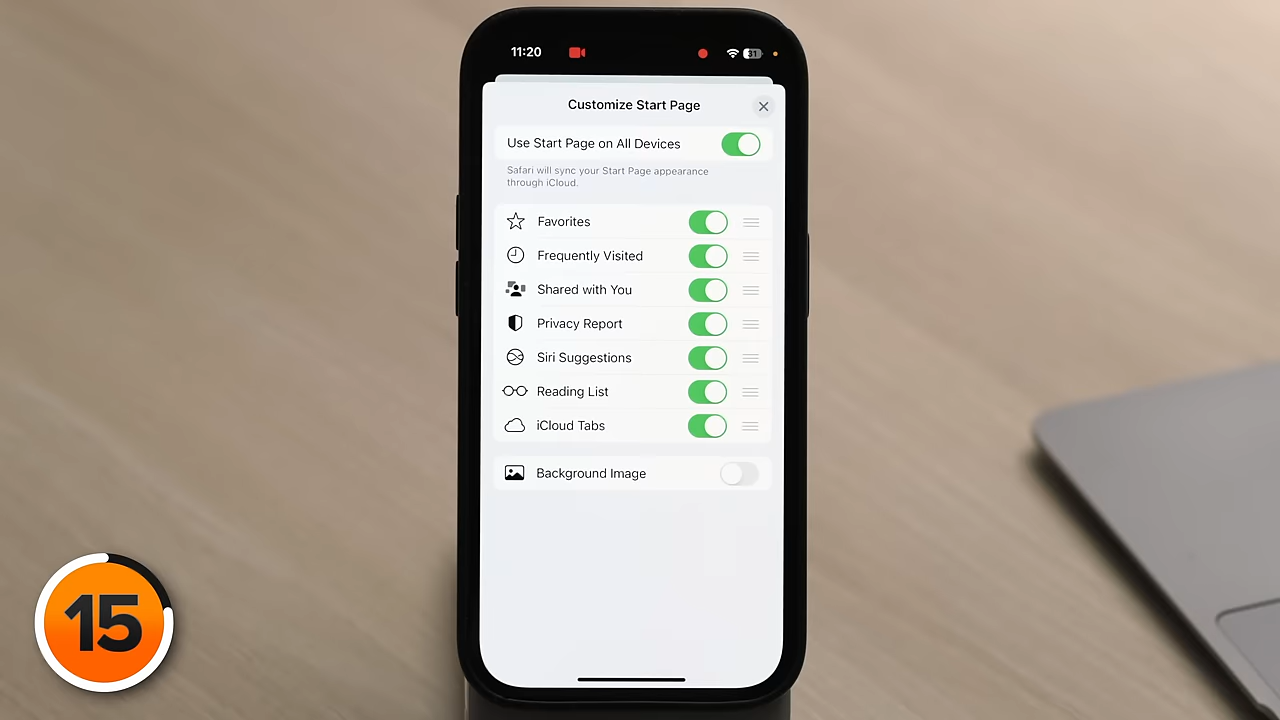 11:20
31
Customize Start Page
Use Start Page on All Devices
Safari will sync your Start Page appearance
through iCloud.
Favorites
Frequently Visited
Shared with You
Privacy Report
Siri Suggestions
Reading List
iCloud Tabs
Background Image
15